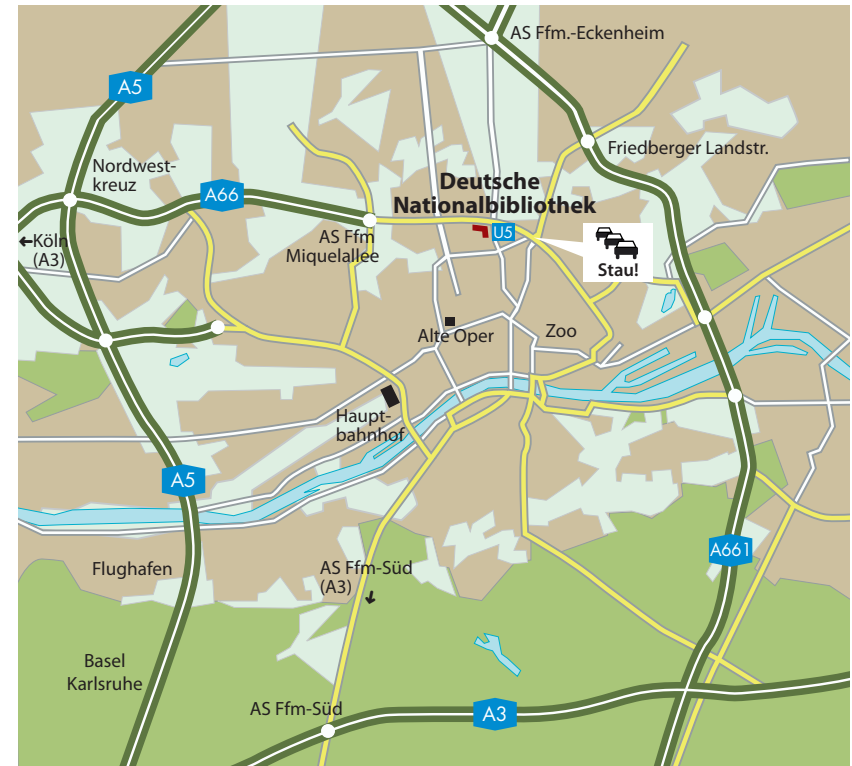 AS Ffm.-Eckenheim
A5
Friedberger Landstr.
Nordwest-
kreuz
A66
Deutsche
Nationalbibliothek
U5
AS Ffm
Miquelallee
Köln
(A3)
Stau!
Alte Oper
Zoo
Haupt-
bahnhof
A5
A661
Flughafen
AS Ffm-Süd
(A3)
Basel
Karlsruhe
AS Ffm-Süd
A3